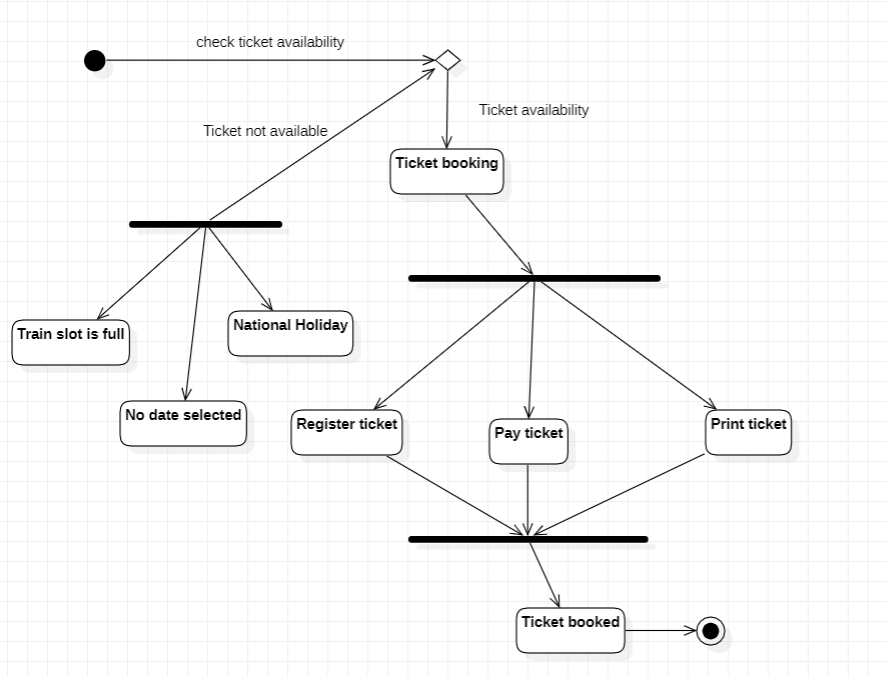 check ticket availability
Ticket availability
Ticket not available
Ticket booking
Train slot is full
National Holiday
No date selected
Register ticket
Pay ticket
Print ticket
Ticket booked